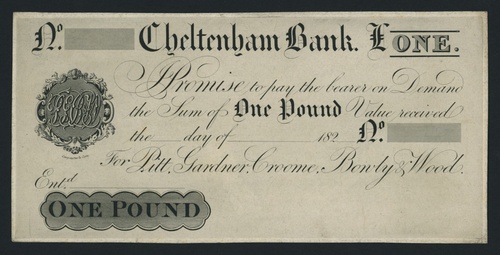 No. Cheltenham Bank. £ONE.
I Promise to pay the bearer on Demand
the Sum of One Pound Value received
the day of 182 No.
For Pitt, Gardner, Croome, Bowly & Wood.
Entd.
ONE POUND